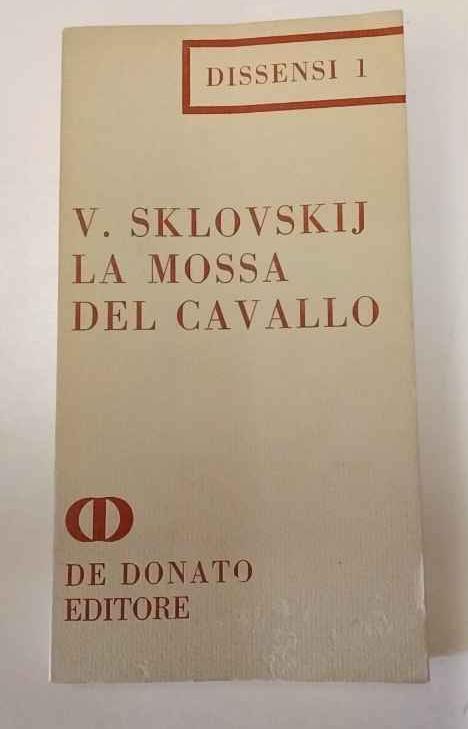 DISSENSI 1
V. SKLOVSKIJ
LA MOSSA
DEL CAVALLO
DE DONATO
EDITORE